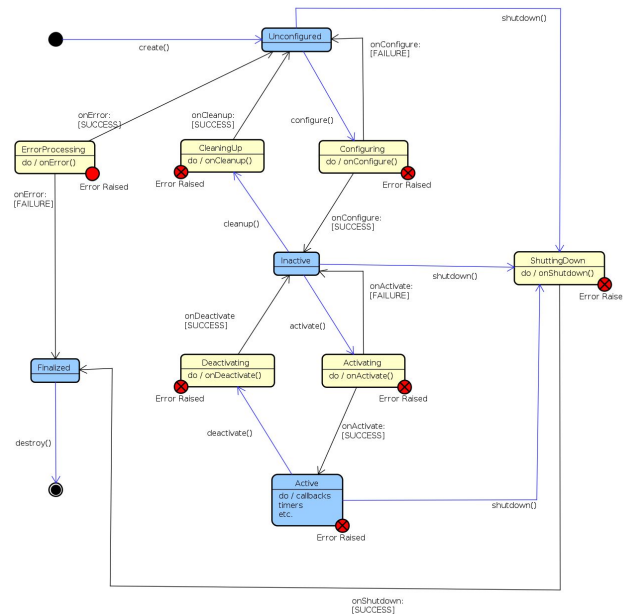 shutdown()
Unconfigured
create()
onConfigure:
[FAILURE]
onError:
[SUCCESS]
onCleanup:
[SUCCESS]
configure()
ErrorProcessing
do / onError()
Error Raised
CleaningUp
do / onCleanup()
Error Raised
Configuring
do / onConfigure()
Error Raised
onError:
[FAILURE]
cleanup()
onConfigure:
[SUCCESS]
Inactive
shutdown()
ShuttingDown
do / onShutdown()
Error Raise
onDeactivate
[SUCCESS]
activate()
onActivate:
[FAILURE]
Finalized
Deactivating
do / onDeactivate()
Error Raised
Activating
do / onActivate()
Error Raised
destroy()
deactivate()
onActivate:
[SUCCESS]
Active
do / callbacks
timers
etc.
Error Raised
shutdown()
onShutdown:
[SUCCESS]